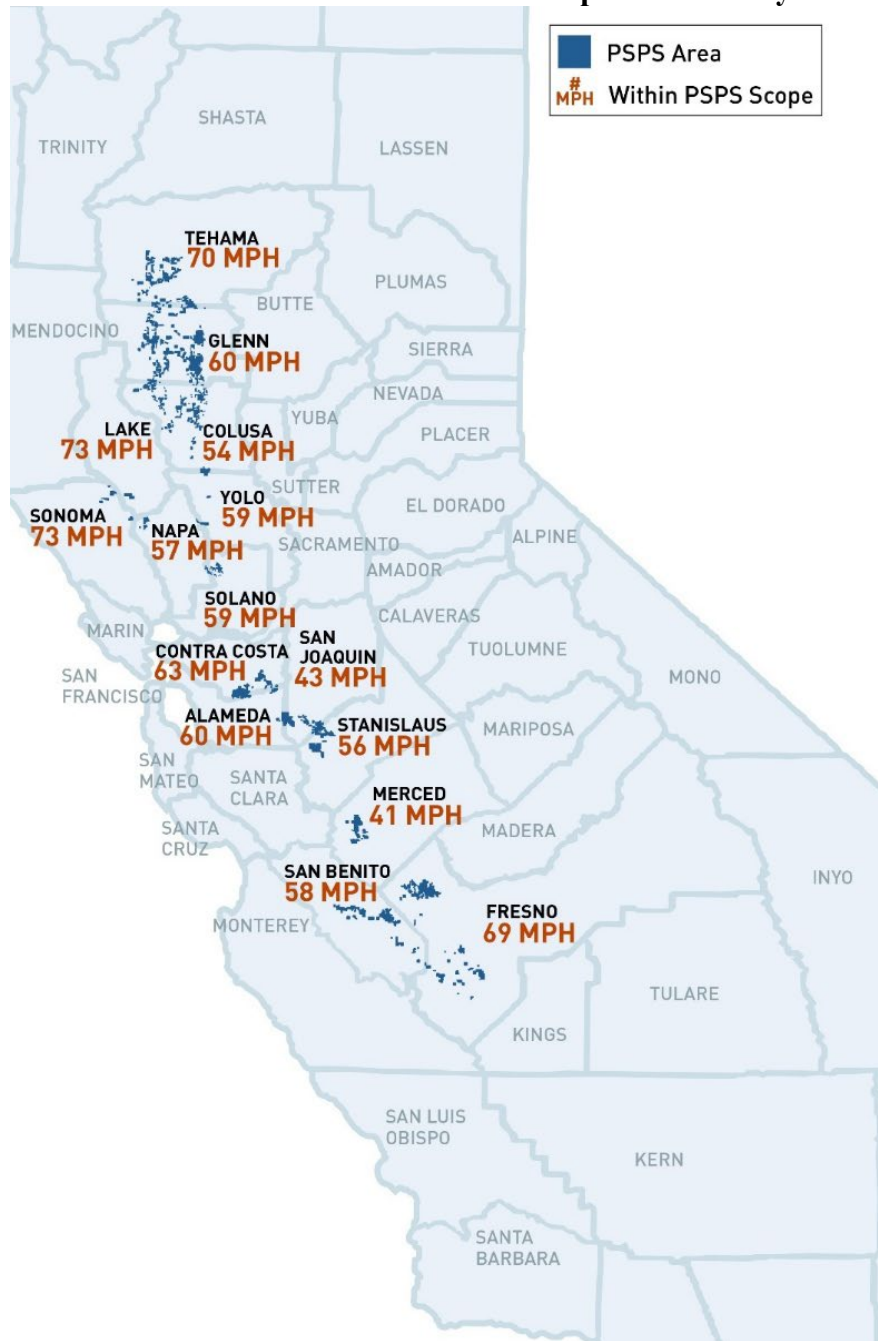 PSPS Area
# MPH Within PSPS Scope
SHASTA
TRINITY
LASSEN
TEHAMA
70 MPH
PLUMAS
BUTTE
MENDOCINO
GLENN
60 MPH
SIERRA
NEVADA
YUBA
LAKE
73 MPH
COLUSA
54 MPH
PLACER
SUTTER
YOLO
59 MPH
EL DORADO
SONOMA
73 MPH
NAPA
57 MPH
SACRAMENTO
ALPINE
AMADOR
SOLANO
59 MPH
CALAVERAS
MARIN
SAN
JOAQUIN
43 MPH
CONTRA COSTA
63 MPH
TUOLUMNE
MONO
SAN
FRANCISCO
ALAMEDA
60 MPH
STANISLAUS
56 MPH
MARIPOSA
SAN
MATEO
SANTA
CLARA
MERCED
41 MPH
SANTA
CRUZ
MADERA
SAN BENITO
58 MPH
INYO
MONTEREY
FRESNO
69 MPH
TULARE
KINGS
SAN LUIS
OBISPO
KERN
SANTA
BARBARA